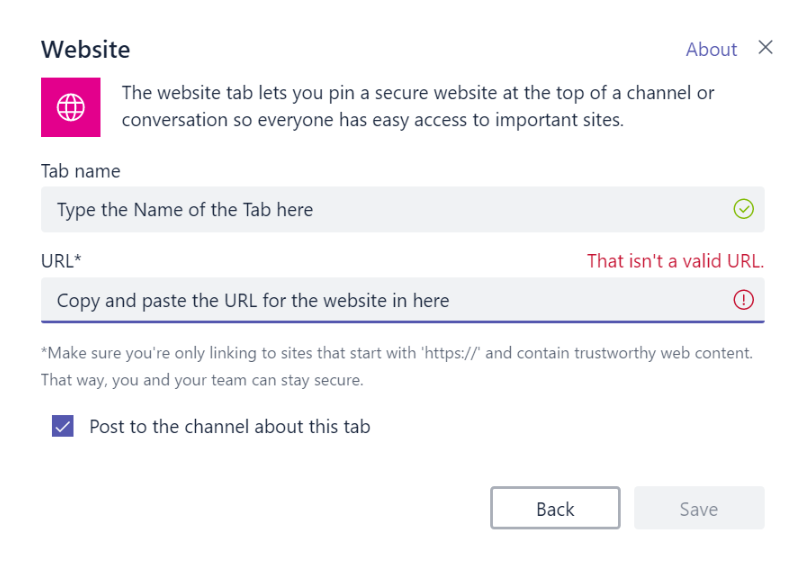 Website
About
The website tab lets you pin a secure website at the top of a channel or
conversation so everyone has easy access to important sites.
Tab name
Type the Name of the Tab here
URL*
That isn't a valid URL.
Copy and paste the URL for the website in here
*Make sure you're only linking to sites that start with 'https://' and contain trustworthy web content.
That way, you and your team can stay secure.
Post to the channel about this tab
Back
Save